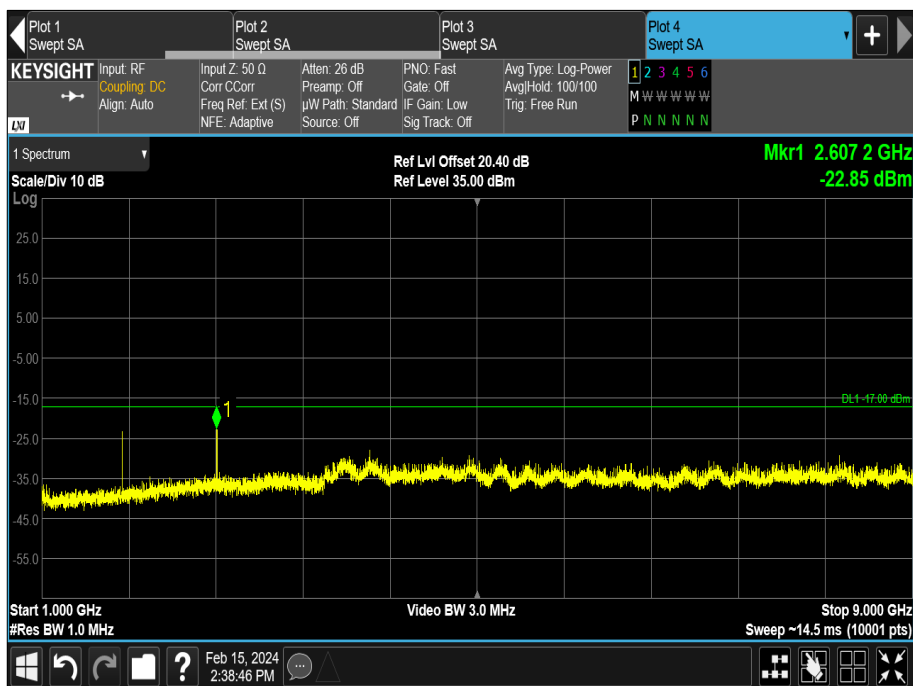 Plot 1
Swept SA
Plot 2
Swept SA
Plot 3
Swept SA
Plot 4
Swept SA
+
KEYSIGHT
LXI
Input: RF
Coupling: DC
Align: Auto
Input Z: 50 Ω
Corr CCorr
Freq Ref: Ext (S)
NFE: Adaptive
Atten: 26 dB
Preamp: Off
µW Path: Standard
Source: Off
PNO: Fast
Gate: Off
IF Gain: Low
Sig Track: Off
Avg Type: Log-Power
Avg|Hold: 100/100
Trig: Free Run
1 2 3 4 5 6
M W W W W W
P N N N N N
1 Spectrum
Scale/Div 10 dB
Ref Lvl Offset 20.40 dB
Ref Level 35.00 dBm
Mkr1 2.607 2 GHz
-22.85 dBm
Log
25.0
15.0
5.00
-5.00
-15.0
-25.0
-35.0
-45.0
-55.0
1
DL1 -17.00 dBm
Start 1.000 GHz
#Res BW 1.0 MHz
Video BW 3.0 MHz
Stop 9.000 GHz
Sweep ~14.5 ms (10001 pts)
?
Feb 15, 2024
2:38:46 PM